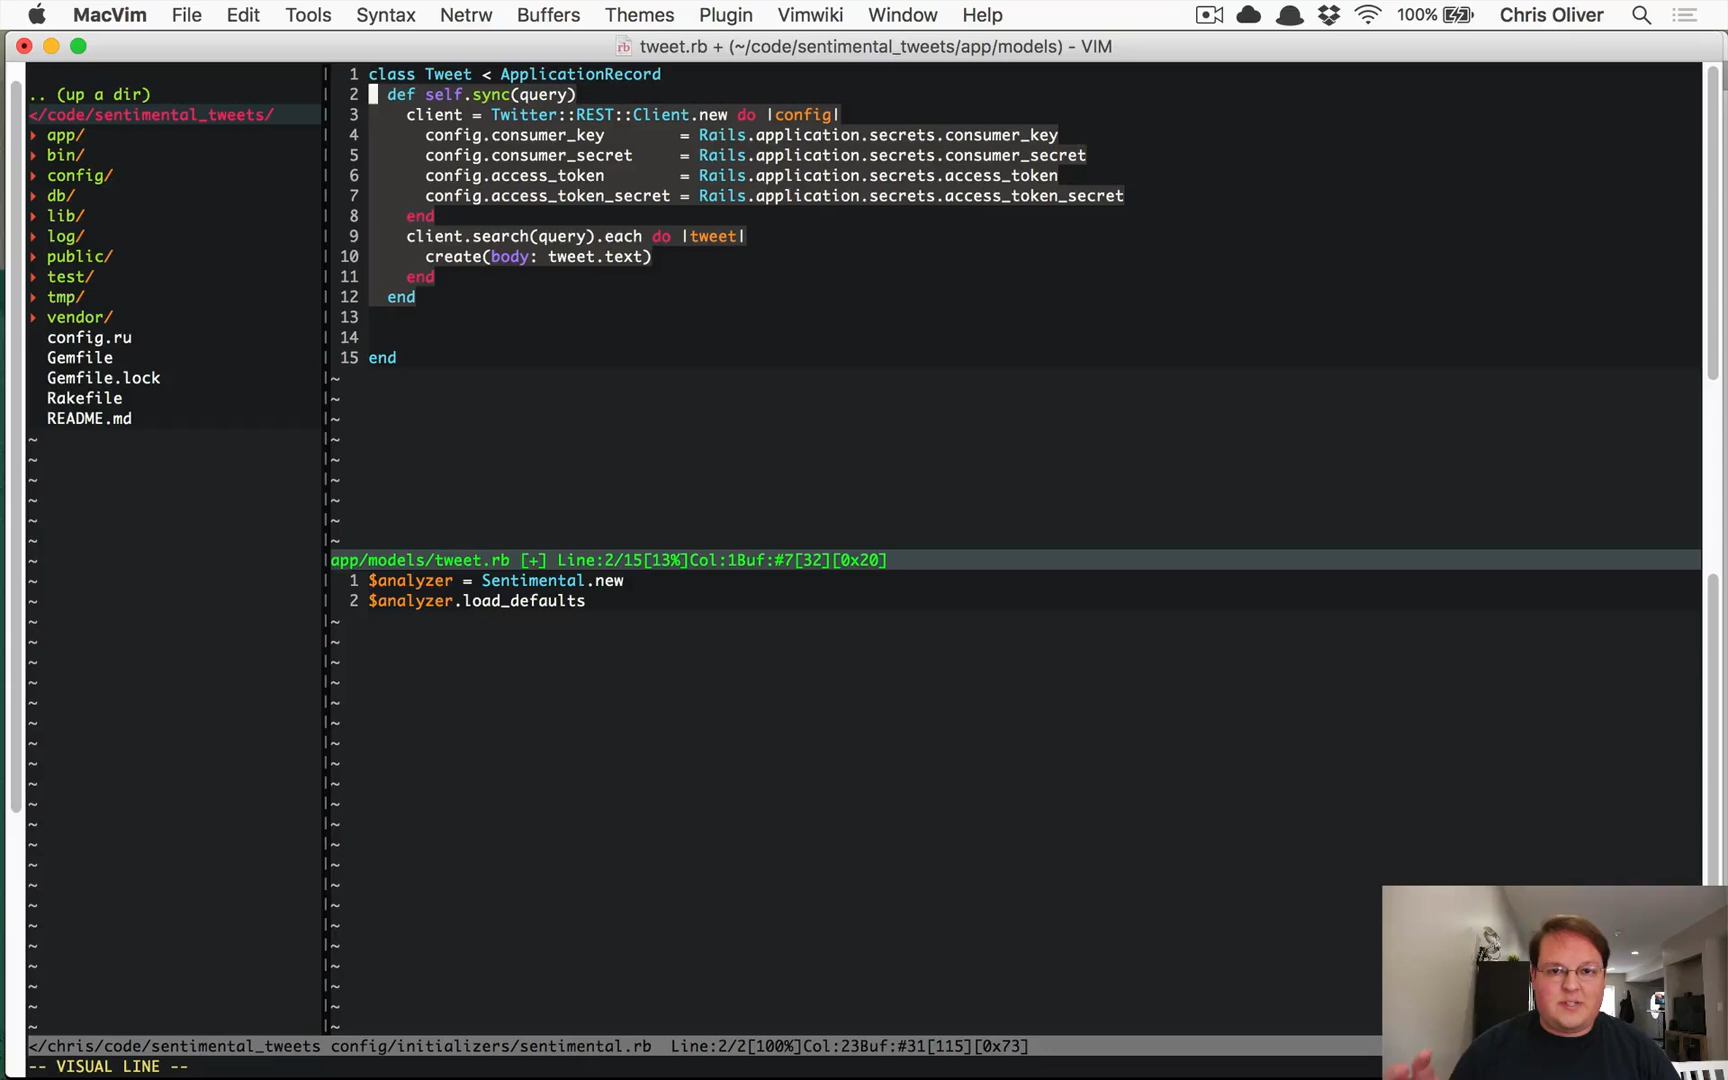 MacVim File Edit Tools Syntax Netrw Buffers Themes Plugin Vimwiki Window Help 100% Chris Oliver
tweet.rb + (~/code/sentimental_tweets/app/models) - VIM
.. (up a dir)
</code/sentimental_tweets/
app/
bin/
config/
db/
lib/
log/
public/
test/
tmp/
vendor/
config.ru
Gemfile
Gemfile.lock
Rakefile
README.md
1 class Tweet < ApplicationRecord
2   def self.sync(query)
3     client = Twitter::REST::Client.new do |config|
4       config.consumer_key        = Rails.application.secrets.consumer_key
5       config.consumer_secret     = Rails.application.secrets.consumer_secret
6       config.access_token        = Rails.application.secrets.access_token
7       config.access_token_secret = Rails.application.secrets.access_token_secret
8     end
9     client.search(query).each do |tweet|
10       create(body: tweet.text)
11     end
12   end
13
14
15 end
app/models/tweet.rb [+] Line:2/15[13%]Col:1Buf:#7[32][0x20]
1 $analyzer = Sentimental.new
2 $analyzer.load_defaults
</chris/code/sentimental_tweets config/initializers/sentimental.rb Line:2/2[100%]Col:23Buf:#31[115][0x73]
-- VISUAL LINE --